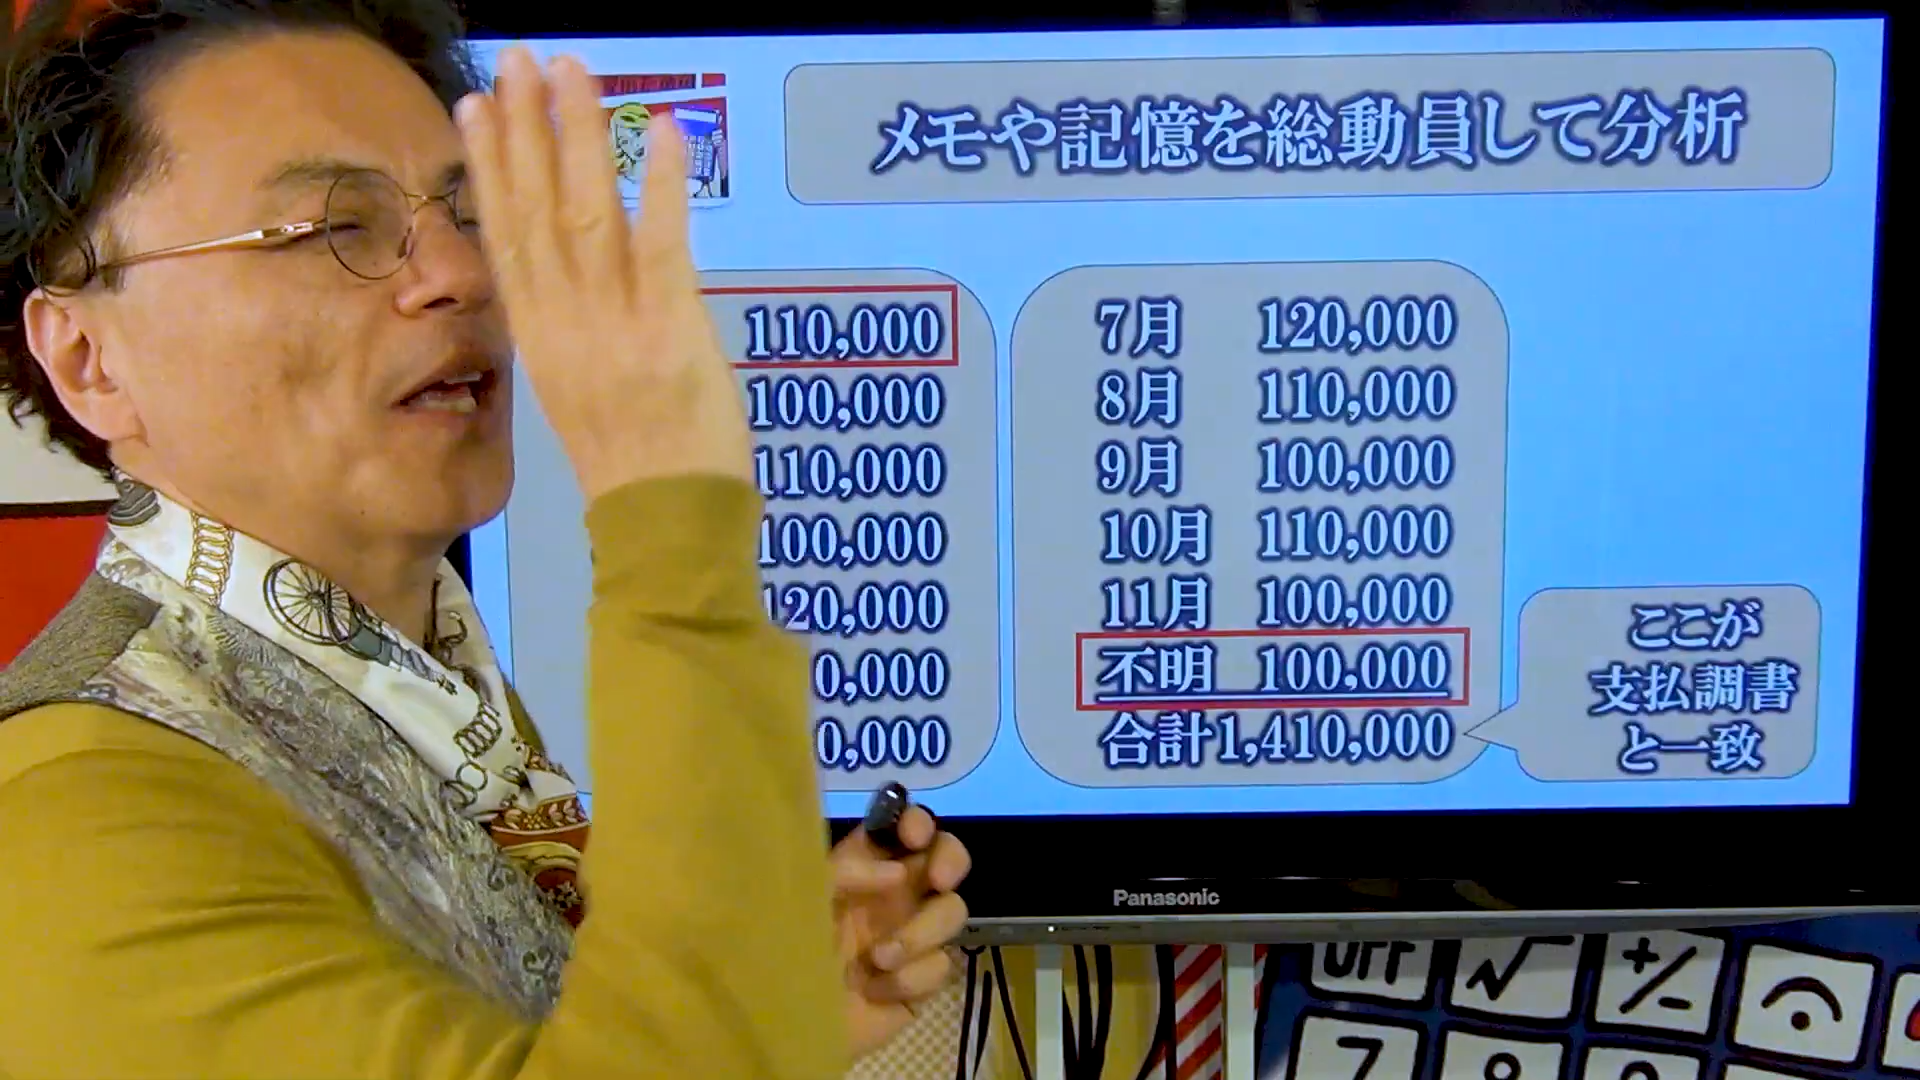 メモや記憶を総動員して分析
110,000
100,000
110,000
100,000
120,000
0,000
0,000
7月 120,000
8月 110,000
9月 100,000
10月 110,000
11月 100,000
不明 100,000
合計1,410,000
ここが
支払調書
と一致
Panasonic
OFF √ +/-
7